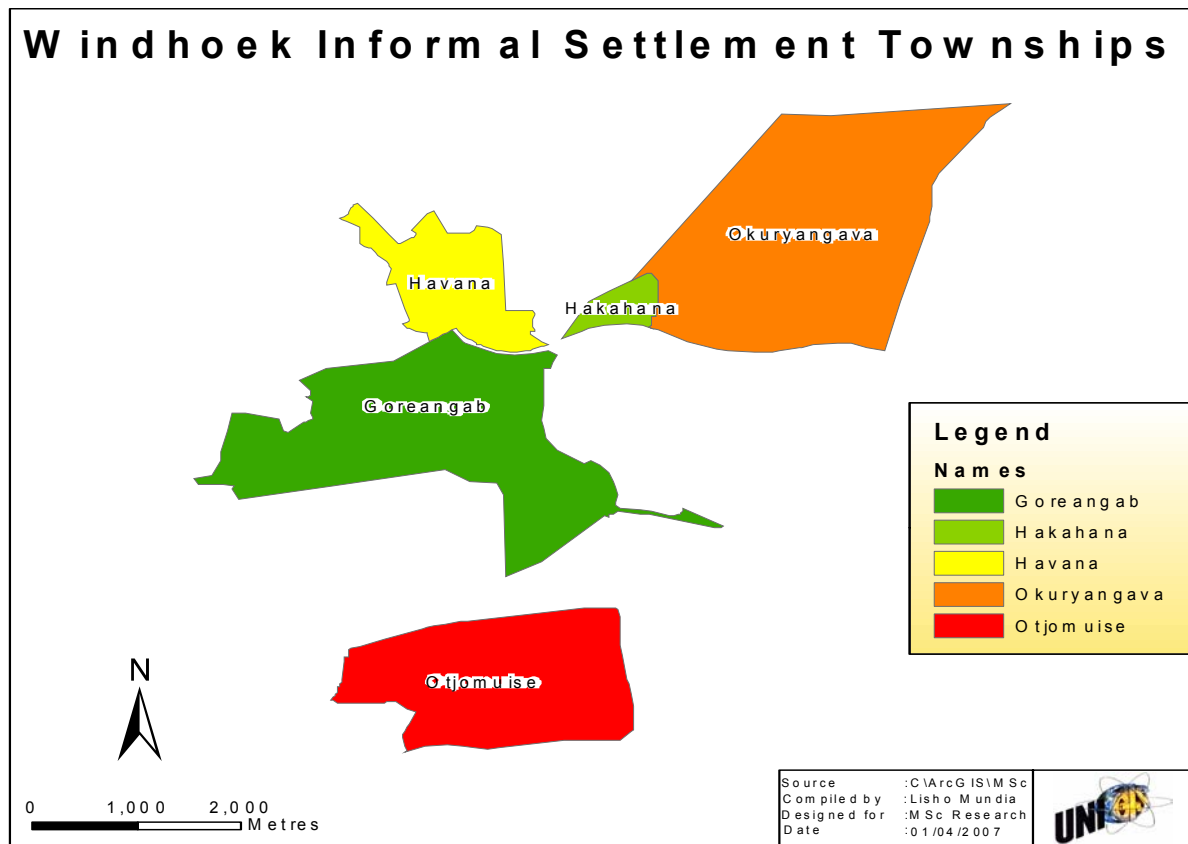 Windhoek Informal Settlement Townships
Okuryangava
Havana
Hakahana
Goreangab
Legend
Names
Goreangab
Hakahana
Havana
Okuryangava
Otjomuise
Otjomuise
N
0 1,000 2,000
Metres
Source :C\ArcGIS\MSc
Compiled by :Lisho Mundia
Designed for :MSc Research
Date :01/04/2007
UNIGIS